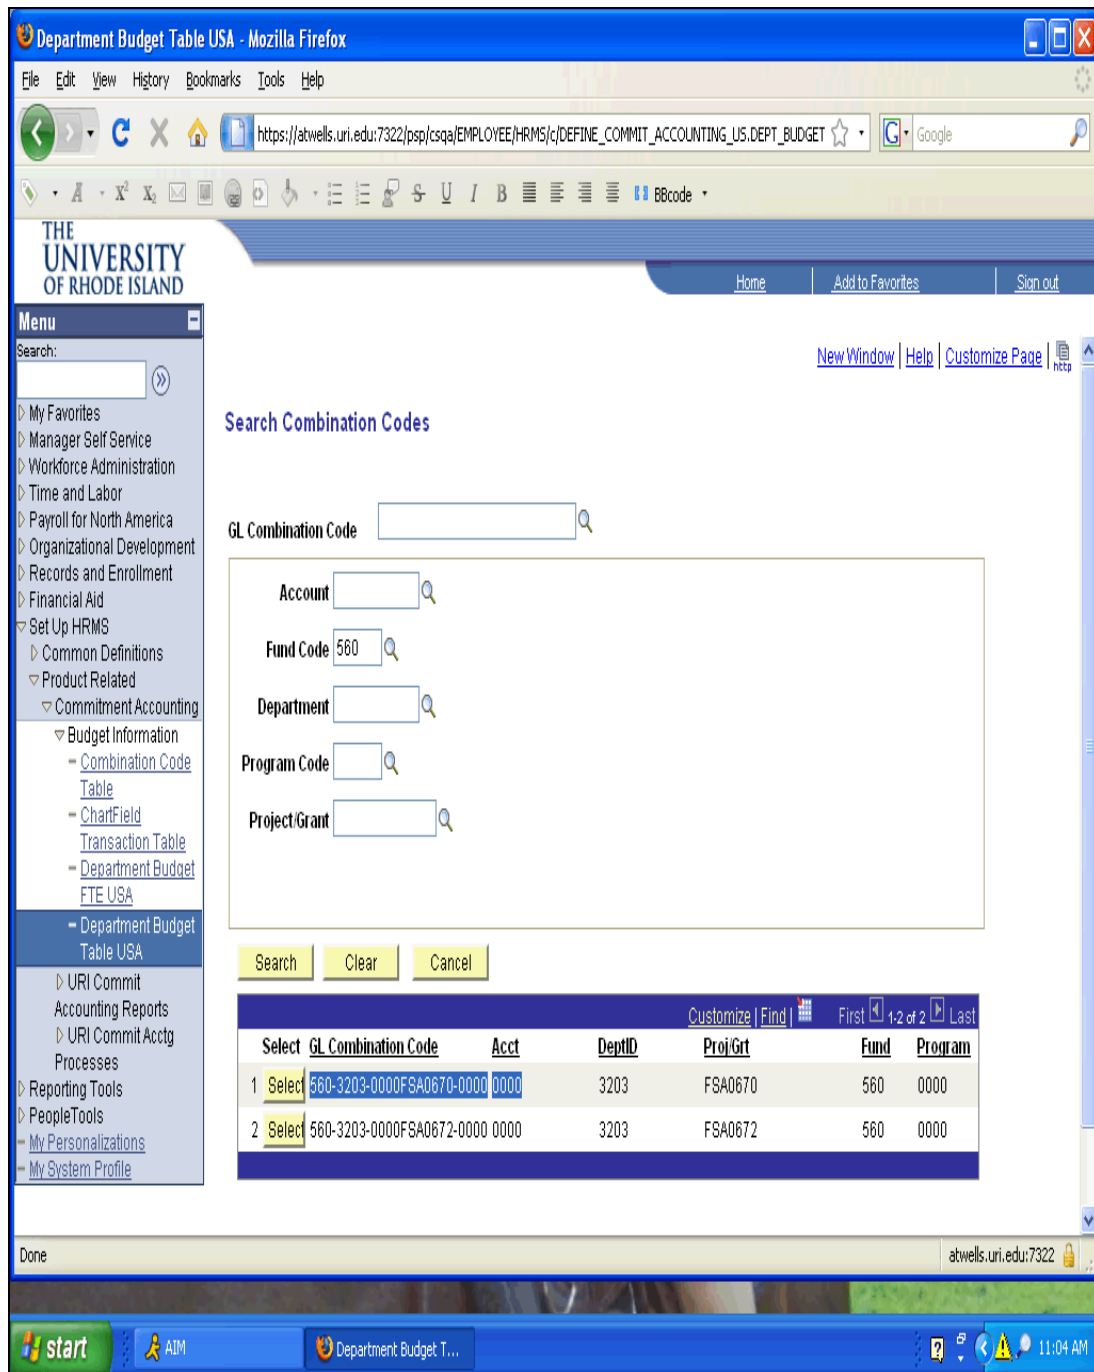 Department Budget Table USA - Mozilla Firefox
File Edit View History Bookmarks Tools Help
https://atwells.uri.edu:7322/psp/csqa/EMPLOYEE/HRMS/c/DEFINE_COMMIT_ACCOUNTING_US.DEPT_BUDGET
G Google
A X² X₂ S U I B BBcode
THE
UNIVERSITY
OF RHODE ISLAND
Home Add to Favorites Sign out
Menu
Search:
My Favorites
Manager Self Service
Workforce Administration
Time and Labor
Payroll for North America
Organizational Development
Records and Enrollment
Financial Aid
Set Up HRMS
Common Definitions
Product Related
Commitment Accounting
Budget Information
Combination Code
Table
ChartField
Transaction Table
Department Budget
FTE USA
Department Budget
Table USA
URI Commit
Accounting Reports
URI Commit Acctg
Processes
Reporting Tools
PeopleTools
My Personalizations
My System Profile
New Window | Help | Customize Page | http
Search Combination Codes
GL Combination Code
Account
Fund Code 560
Department
Program Code
Project/Grant
Search Clear Cancel
Customize | Find | First 1-2 of 2 Last
Select GL Combination Code Acct DeptID Proj/Grt Fund Program
1 Select 560-3203-0000FSA0670-0000 0000 3203 FSA0670 560 0000
2 Select 560-3203-0000FSA0672-0000 0000 3203 FSA0672 560 0000
Done atwells.uri.edu:7322
start AIM Department Budget T... 11:04 AM